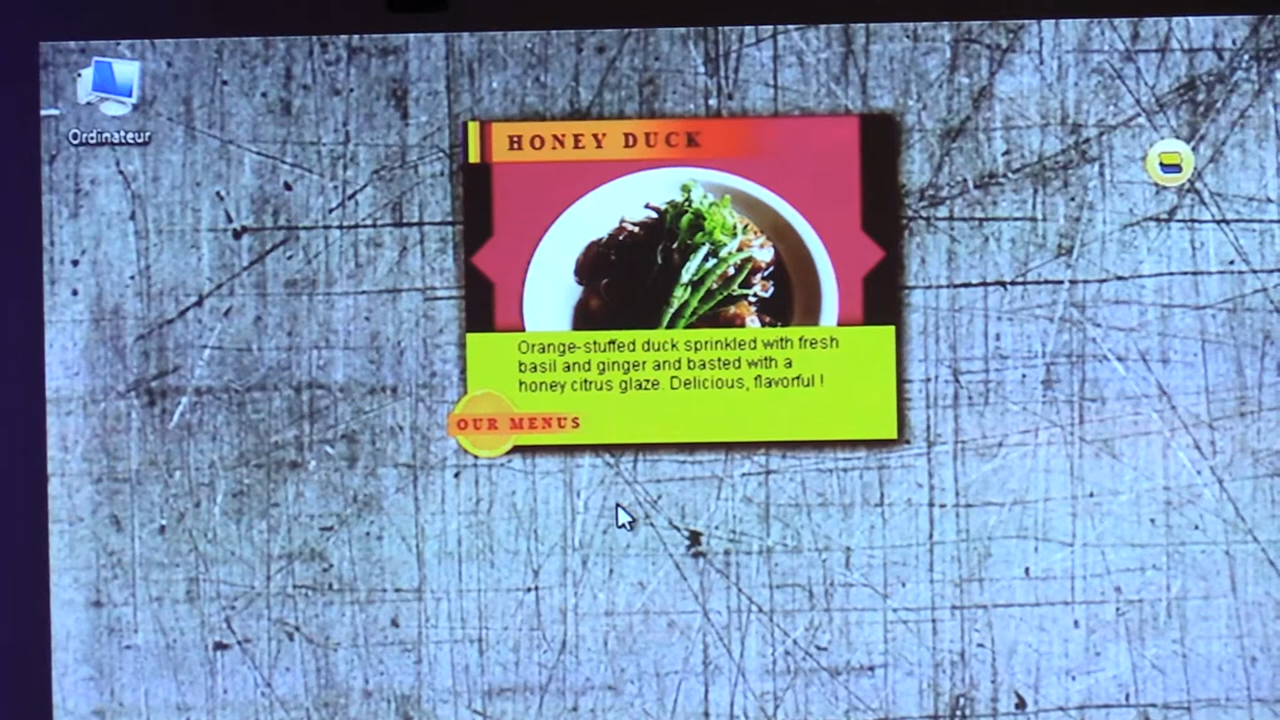 Ordinateur
HONEY DUCK
Orange-stuffed duck sprinkled with fresh
basil and ginger and basted with a
honey citrus glaze. Delicious, flavorful !
OUR MENUS